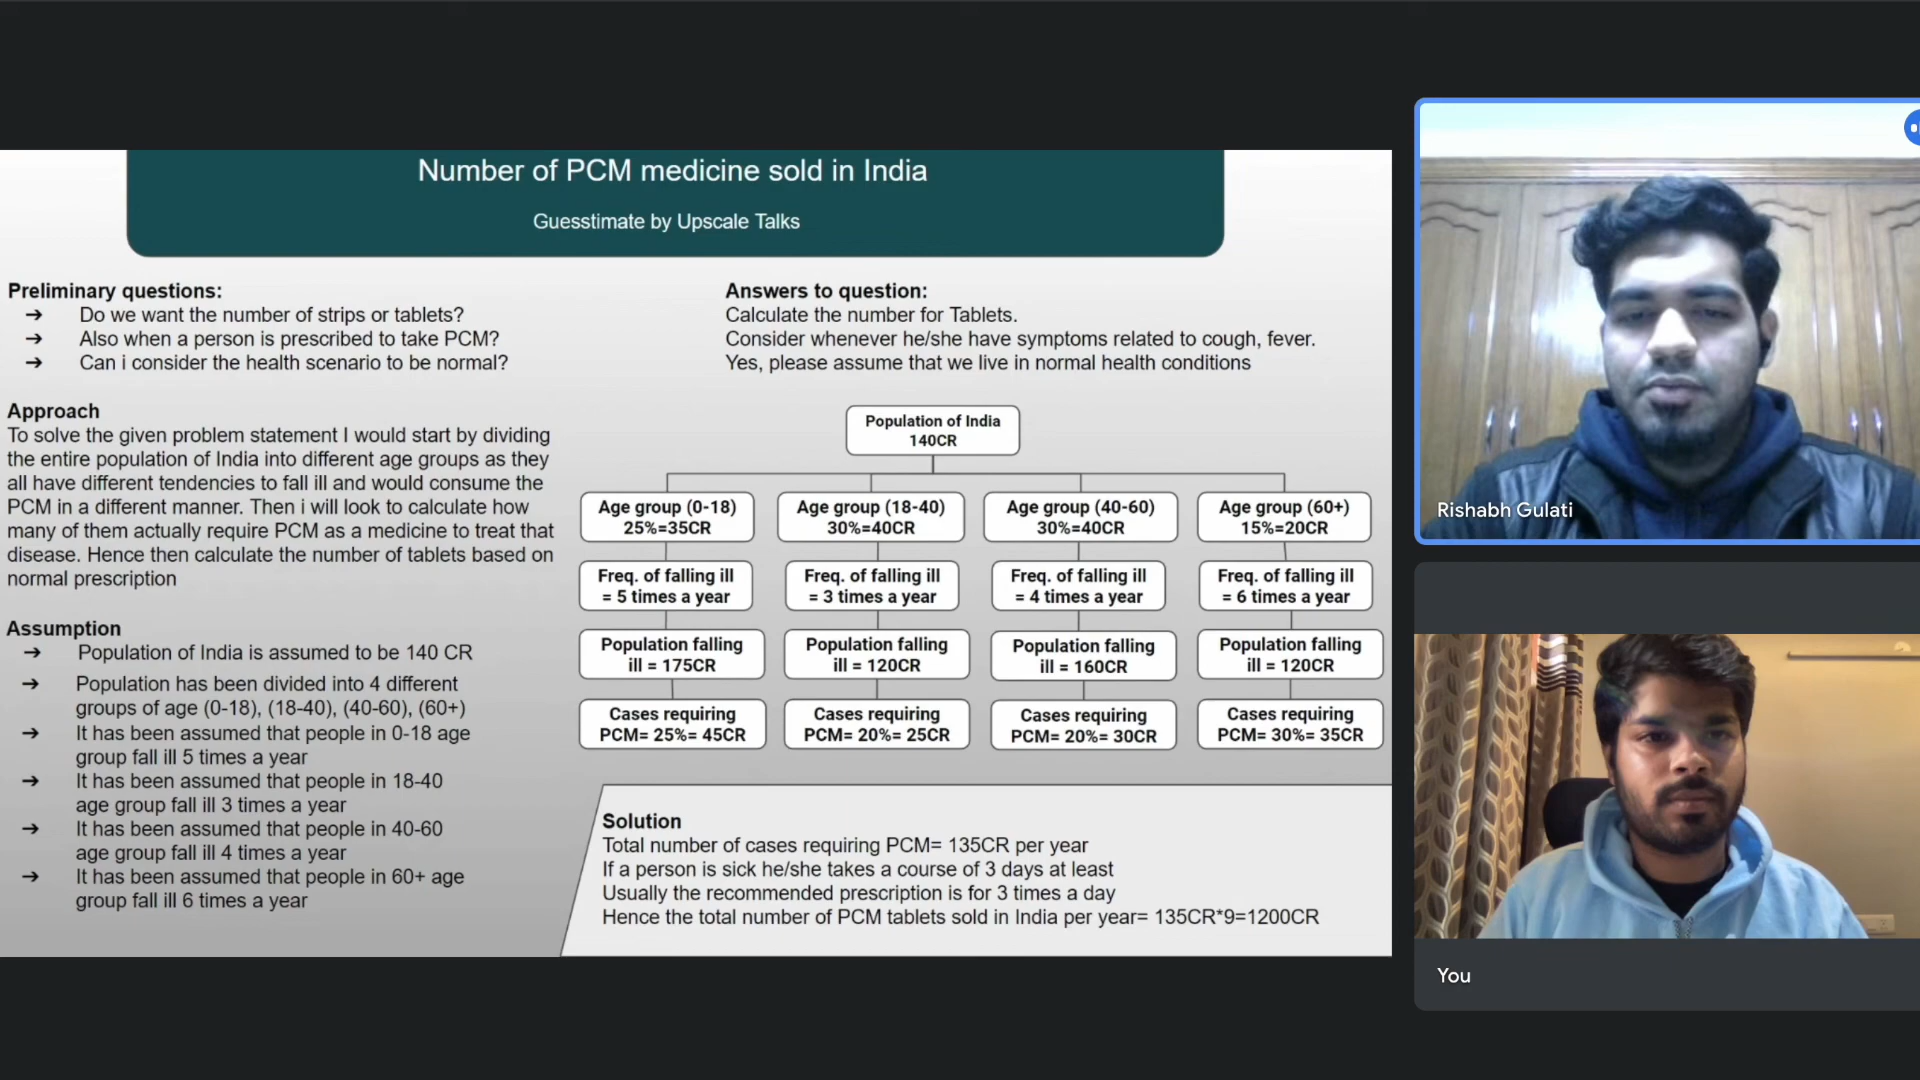 Number of PCM medicine sold in India
Guesstimate by Upscale Talks
Preliminary questions:
➔ Do we want the number of strips or tablets?
➔ Also when a person is prescribed to take PCM?
➔ Can i consider the health scenario to be normal?
Answers to question:
Calculate the number for Tablets.
Consider whenever he/she have symptoms related to cough, fever.
Yes, please assume that we live in normal health conditions
Approach
To solve the given problem statement I would start by dividing
the entire population of India into different age groups as they
all have different tendencies to fall ill and would consume the
PCM in a different manner. Then i will look to calculate how
many of them actually require PCM as a medicine to treat that
disease. Hence then calculate the number of tablets based on
normal prescription
Assumption
➔ Population of India is assumed to be 140 CR
➔ Population has been divided into 4 different
groups of age (0-18), (18-40), (40-60), (60+)
➔ It has been assumed that people in 0-18 age
group fall ill 5 times a year
➔ It has been assumed that people in 18-40
age group fall ill 3 times a year
➔ It has been assumed that people in 40-60
age group fall ill 4 times a year
➔ It has been assumed that people in 60+ age
group fall ill 6 times a year
Population of India
140CR
Age group (0-18)
25%=35CR
Age group (18-40)
30%=40CR
Age group (40-60)
30%=40CR
Age group (60+)
15%=20CR
Freq. of falling ill
= 5 times a year
Freq. of falling ill
= 3 times a year
Freq. of falling ill
= 4 times a year
Freq. of falling ill
= 6 times a year
Population falling
ill = 175CR
Population falling
ill = 120CR
Population falling
ill = 160CR
Population falling
ill = 120CR
Cases requiring
PCM= 25%= 45CR
Cases requiring
PCM= 20%= 25CR
Cases requiring
PCM= 20%= 30CR
Cases requiring
PCM= 30%= 35CR
Solution
Total number of cases requiring PCM= 135CR per year
If a person is sick he/she takes a course of 3 days at least
Usually the recommended prescription is for 3 times a day
Hence the total number of PCM tablets sold in India per year= 135CR*9=1200CR
Rishabh Gulati
You